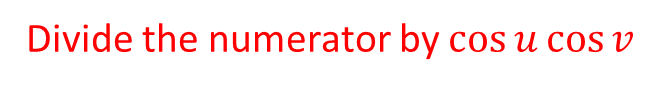 Divide the numerator by cos 𝑢 cos 𝑣